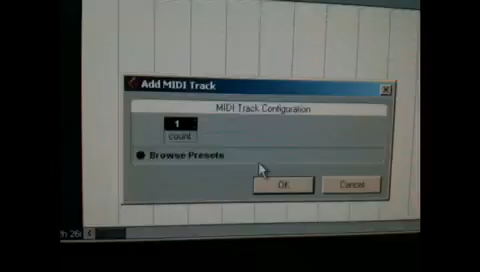 Add MIDI Track
MIDI Track Configuration
1
count
Browse Presets
OK
Cancel